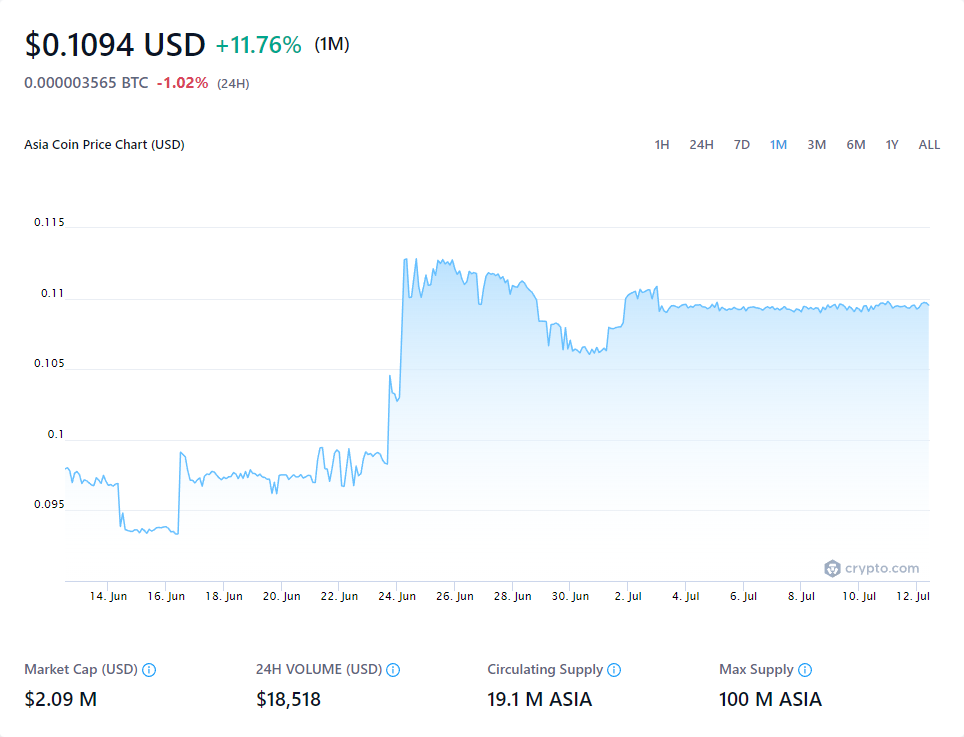 $0.1094 USD +11.76% (1M)
0.000003565 BTC -1.02% (24H)
Asia Coin Price Chart (USD) 1H 24H 7D 1M 3M 6M 1Y ALL
0.115
0.11
0.105
0.1
0.095
crypto.com
14. Jun 16. Jun 18. Jun 20. Jun 22. Jun 24. Jun 26. Jun 28. Jun 30. Jun 2. Jul 4. Jul 6. Jul 8. Jul 10. Jul 12. Jul
Market Cap (USD) 24H VOLUME (USD) Circulating Supply Max Supply
$2.09 M $18,518 19.1 M ASIA 100 M ASIA